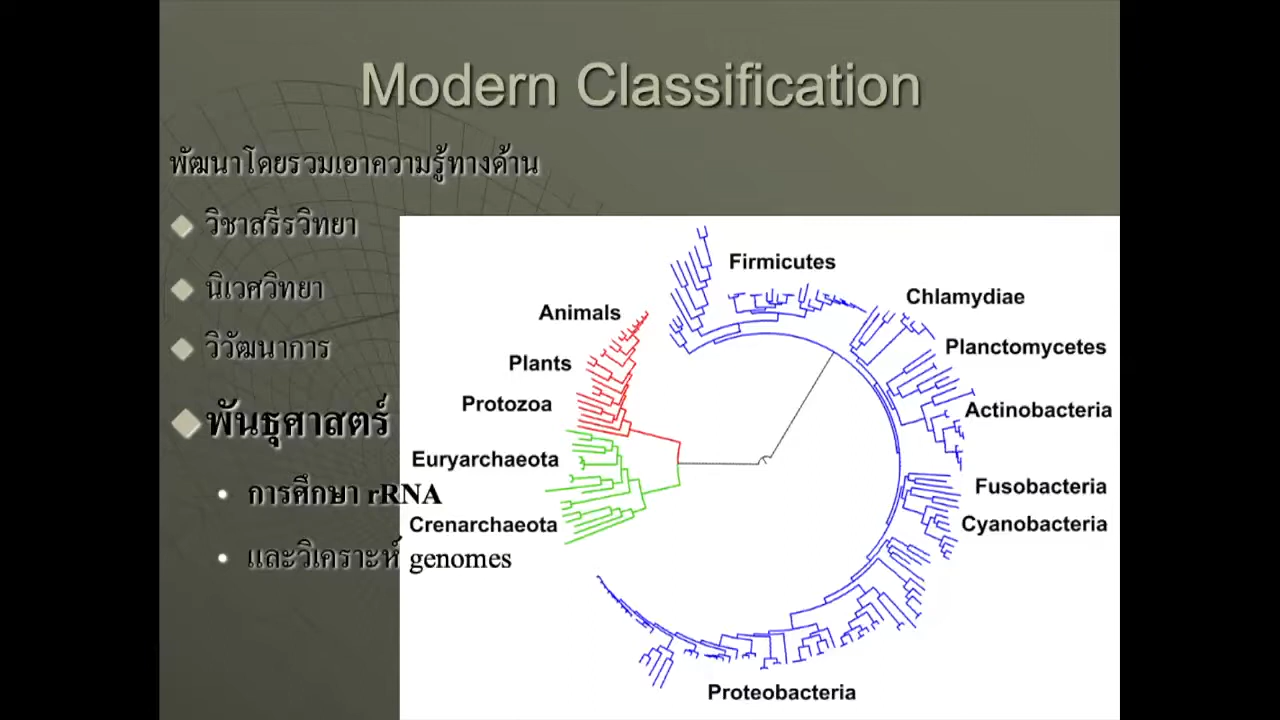 Modern Classification
พัฒนาโดยรวมเอาความรู้ทางด้าน
วิชาสรีรวิทยา
นิเวศวิทยา
วิวัฒนาการ
พันธุศาสตร์
การศึกษา rRNA
และวิเคราะห์ genomes
Firmicutes
Chlamydiae
Animals
Planctomycetes
Plants
Protozoa
Actinobacteria
Euryarchaeota
Fusobacteria
Crenarchaeota
Cyanobacteria
Proteobacteria